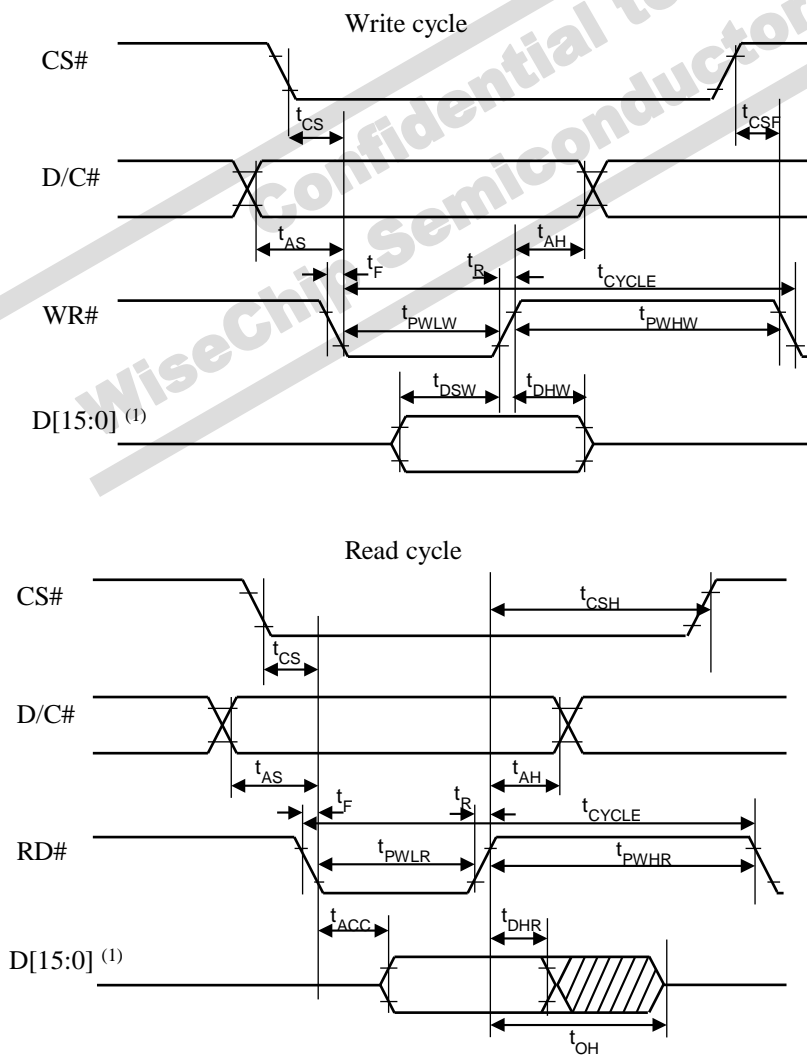 Write cycle
CS#
tCS
tCSF
D/C#
tAS
tAH
tF
tR
tCYCLE
WR#
tPWLW
tPWHW
tDSW
tDHW
D[15:0] (1)
WiseChip Semiconductor
Confidential to
Read cycle
CS#
tCSH
tCS
D/C#
tAS
tAH
tF
tR
tCYCLE
RD#
tPWLR
tPWHR
tACC
tDHR
D[15:0] (1)
tOH